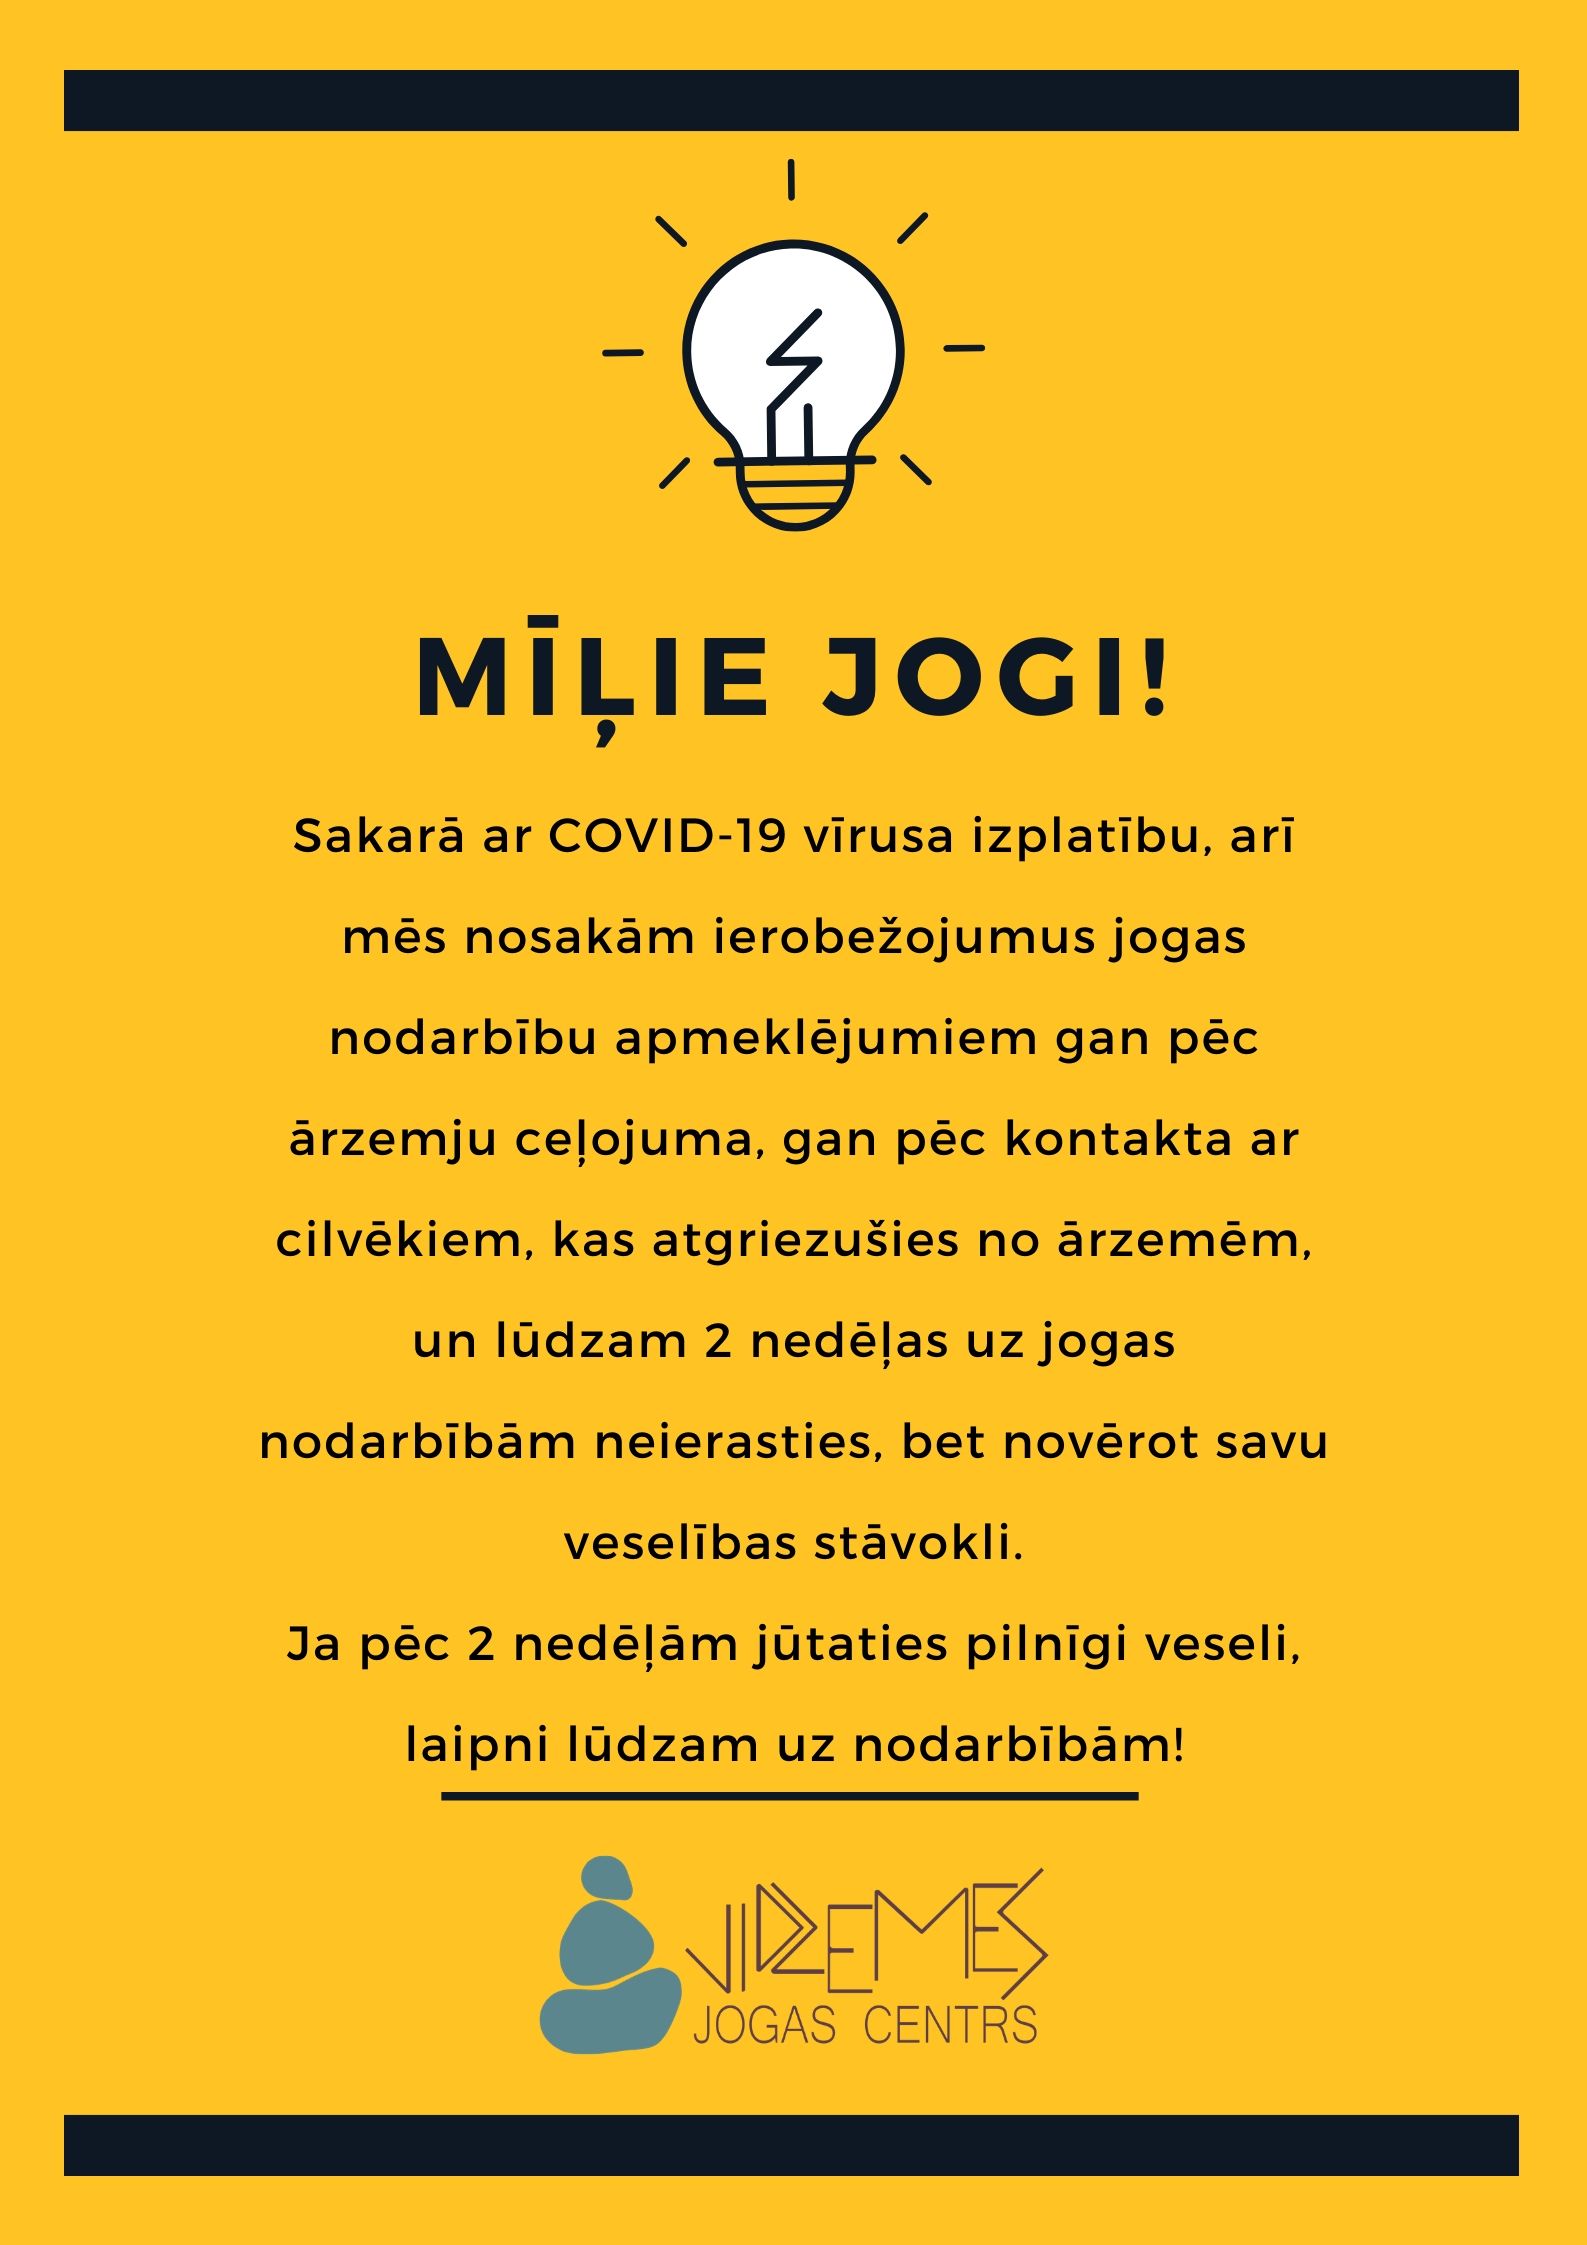 MĪĻIE JOGI!
Sakarā ar COVID-19 vīrusa izplatību, arī
mēs nosakām ierobežojumus jogas
nodarbību apmeklējumiem gan pēc
ārzemju ceļojuma, gan pēc kontakta ar
cilvēkiem, kas atgriezušies no ārzemēm,
un lūdzam 2 nedēļas uz jogas
nodarbībām neierasties, bet novērot savu
veselības stāvokli.
Ja pēc 2 nedēļām jūtaties pilnīgi veseli,
laipni lūdzam uz nodarbībām!
VIDZEMES
JOGAS CENTRS